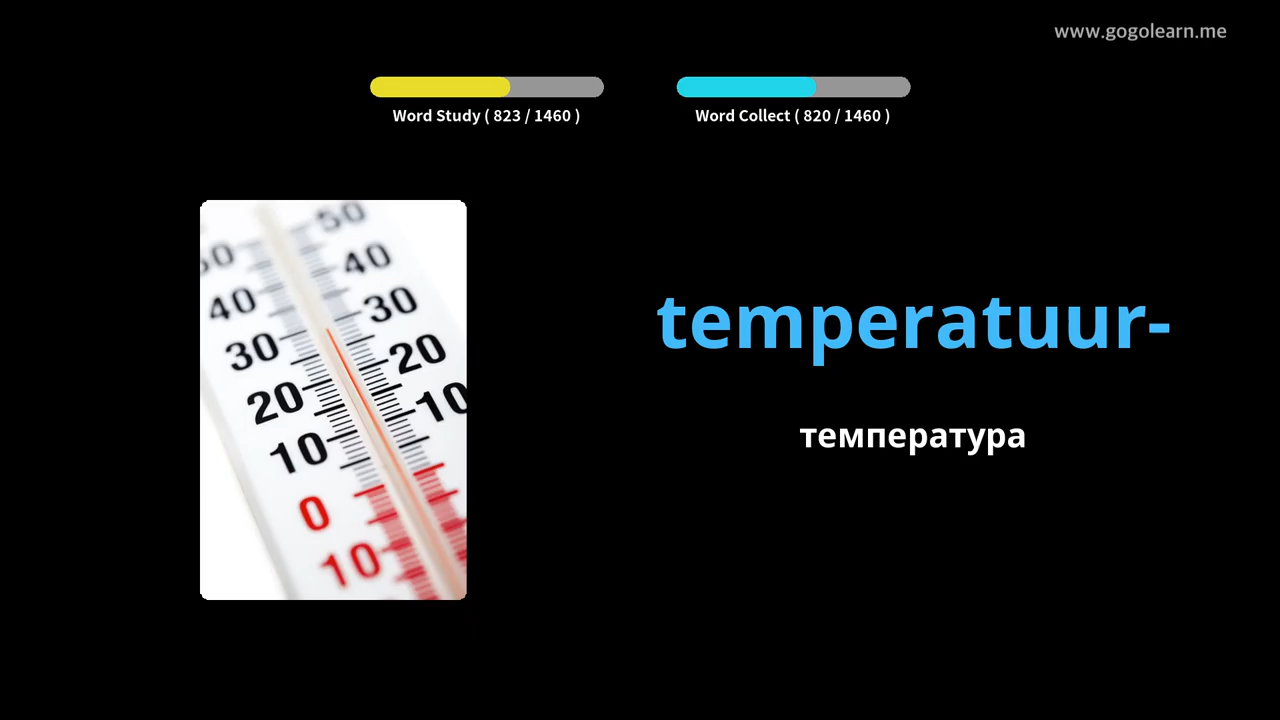 www.gogolearn.me
Word Study ( 823 / 1460 )
Word Collect ( 820 / 1460 )
50
50
40
40
30
30
20
20
10
10
0
10
temperatuur-
температура